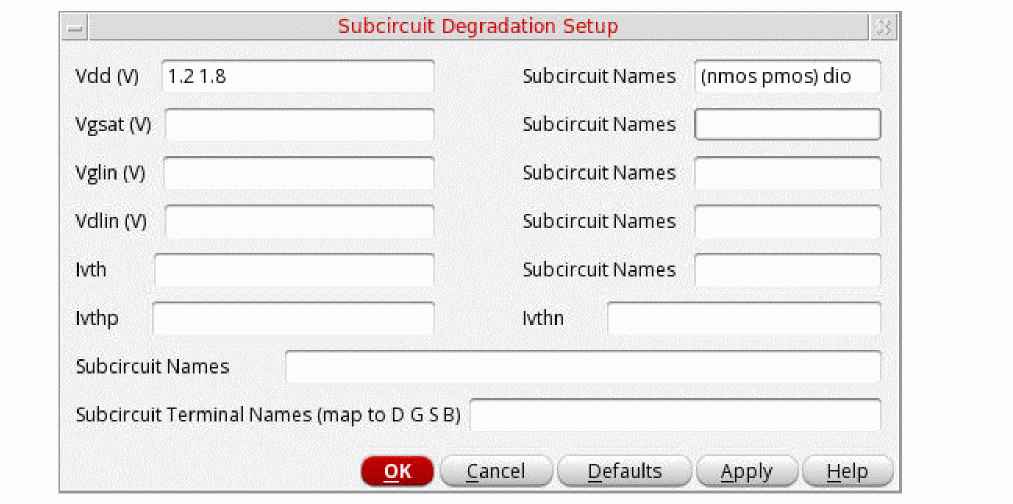 Subcircuit Degradation Setup
Vdd (V) 1.2 1.8 Subcircuit Names (nmos pmos) dio
Vgsat (V) Subcircuit Names
Vglin (V) Subcircuit Names
Vdlin (V) Subcircuit Names
Ivth Subcircuit Names
Ivthp Ivthn
Subcircuit Names
Subcircuit Terminal Names (map to D G S B)
OK Cancel Defaults Apply Help